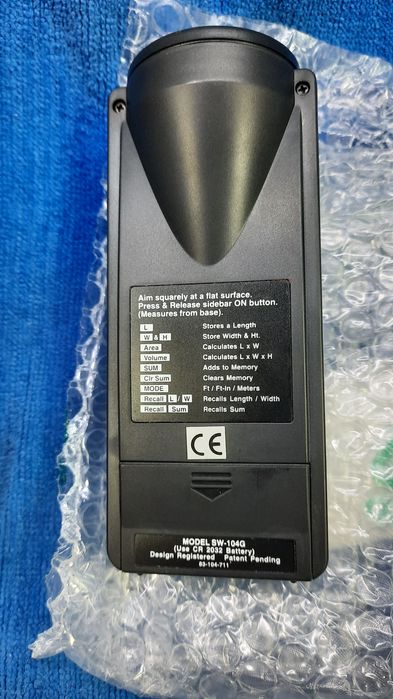 Aim squarely at a flat surface.
Press & Release sidebar ON button.
(Measures from base).
L Stores a Length
W & H Store Width & Ht.
Area Calculates L x W
Volume Calculates L x W x H
SUM Adds to Memory
Clr Sum Clears Memory
MODE Ft / Ft-in / Meters
Recall L / W Recalls Length / Width
Recall Sum Recalls Sum
CE
MODEL SW-104G
(Use CR 2032 Battery)
Design Registered Patent Pending
83-104-711